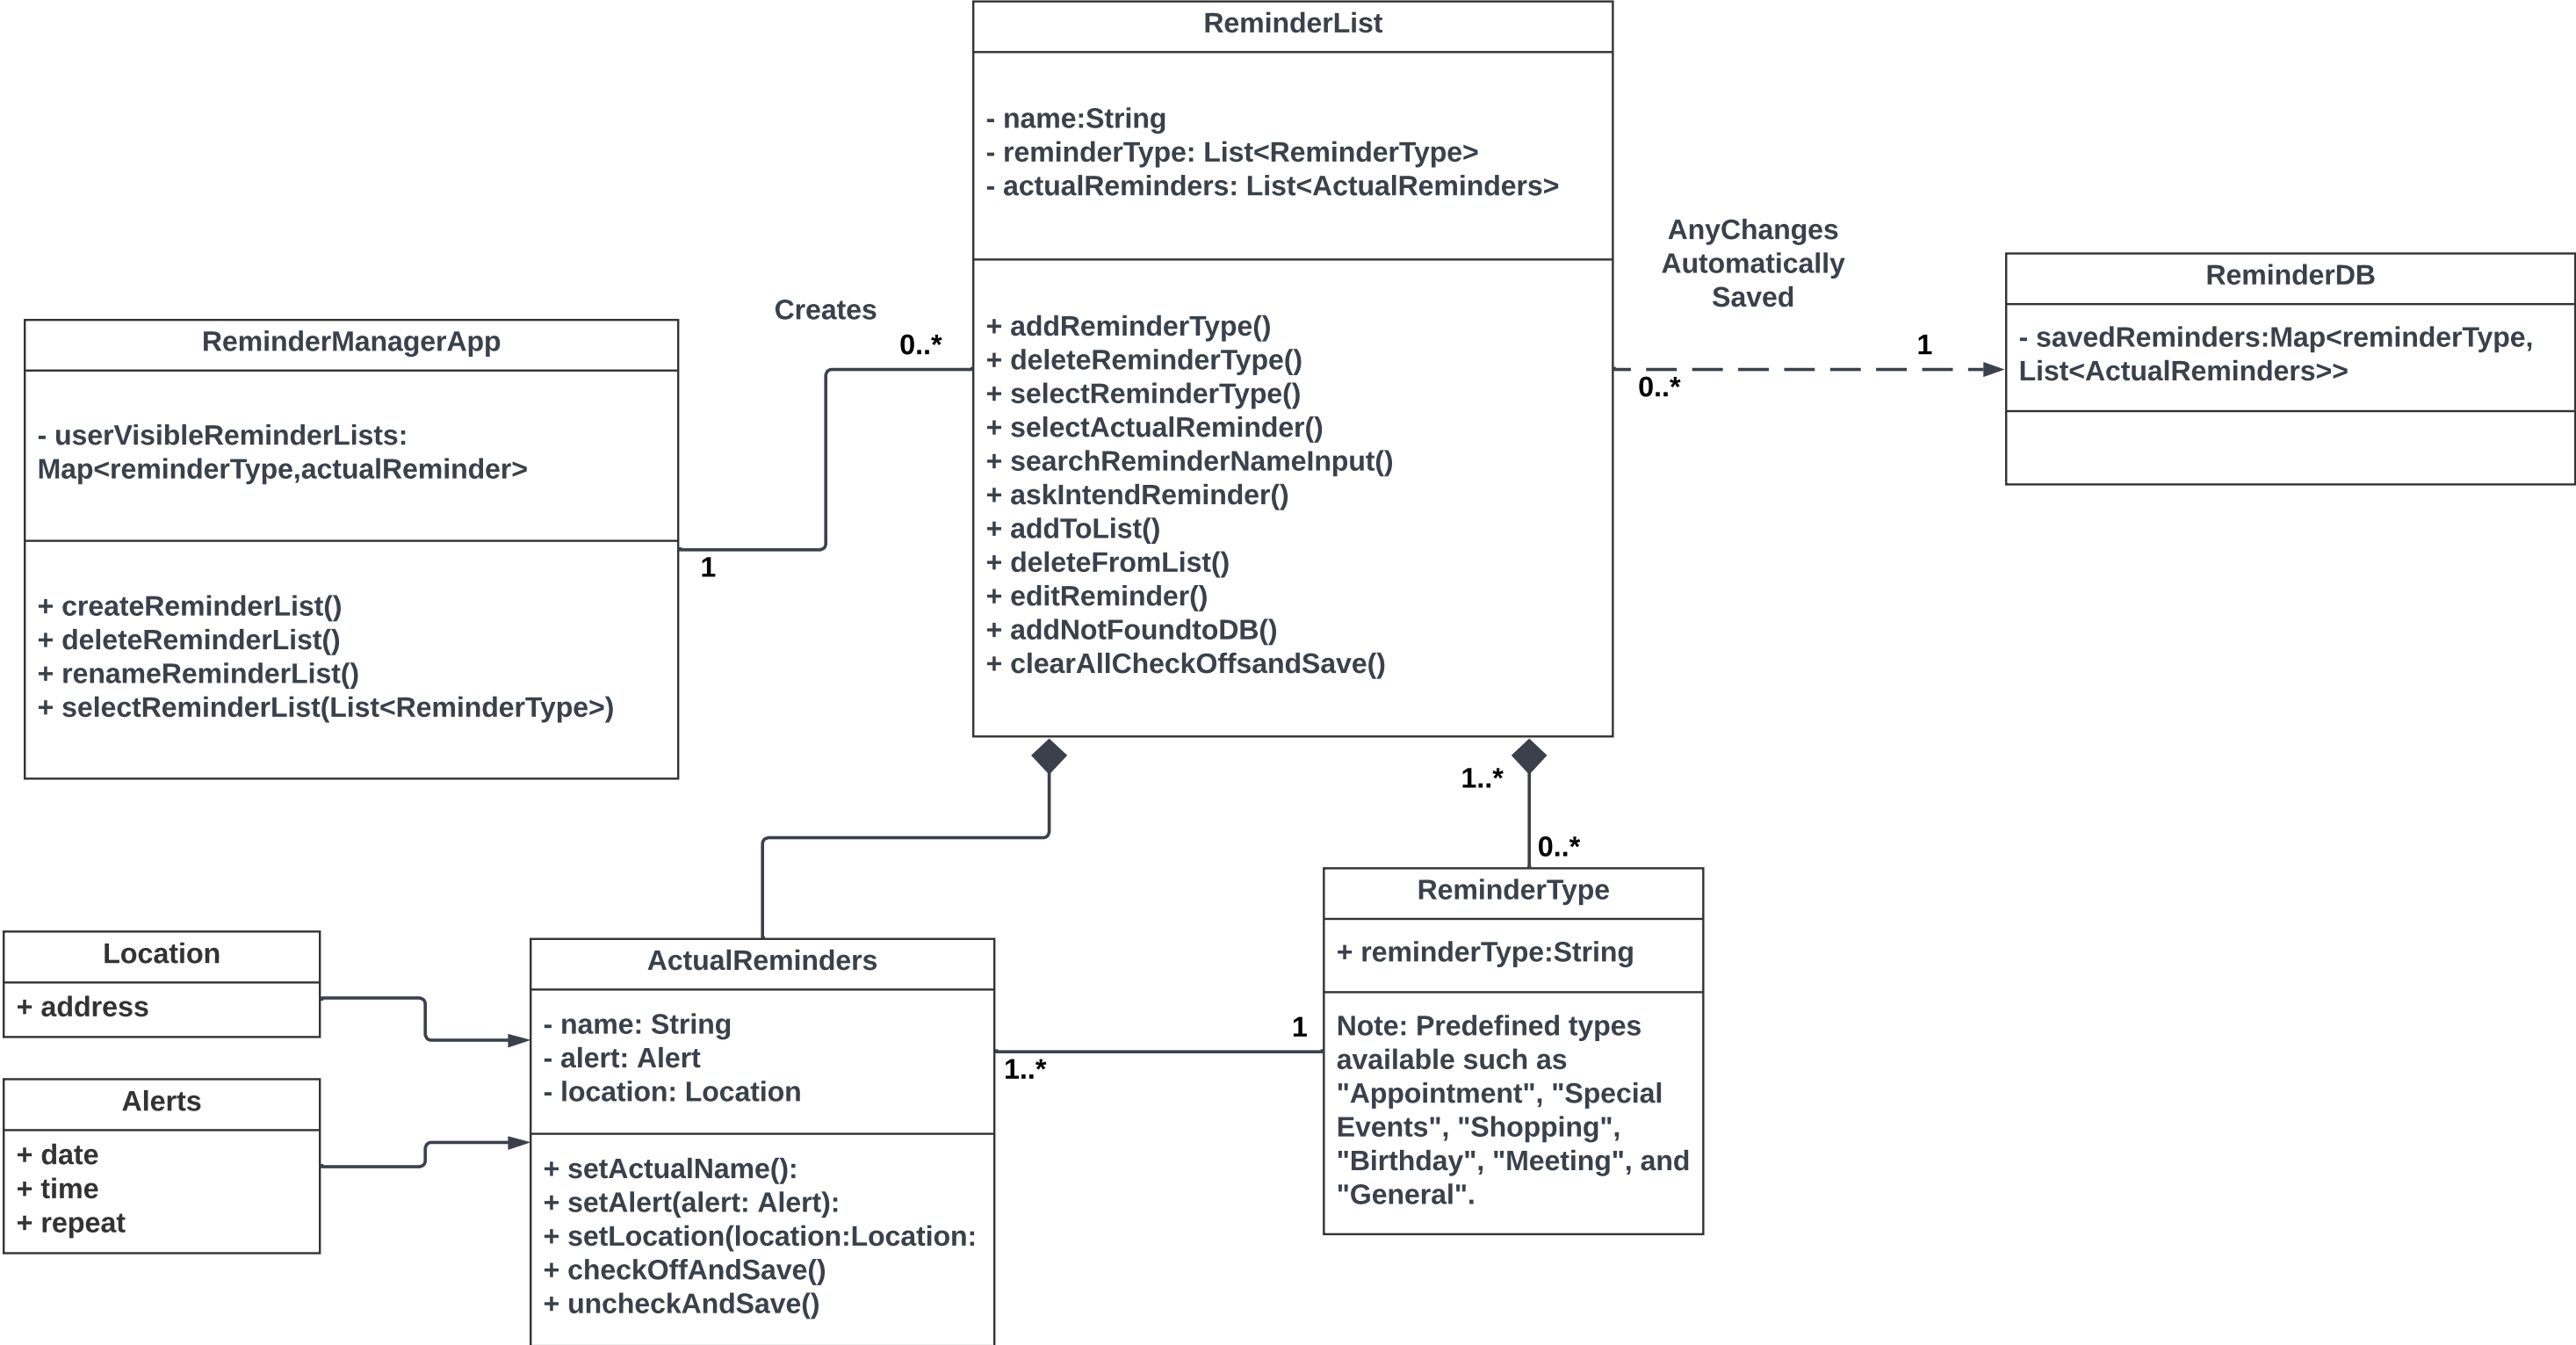 ReminderList
- name:String
- reminderType: List<ReminderType>
- actualReminders: List<ActualReminders>
+ addReminderType()
+ deleteReminderType()
+ selectReminderType()
+ selectActualReminder()
+ searchReminderNameInput()
+ askIntendReminder()
+ addToList()
+ deleteFromList()
+ editReminder()
+ addNotFoundtoDB()
+ clearAllCheckOffsandSave()
AnyChanges
Automatically
Saved
1
0..*
ReminderDB
- savedReminders:Map<reminderType,
List<ActualReminders>>
Creates
0..*
1
ReminderManagerApp
- userVisibleReminderLists:
Map<reminderType,actualReminder>
+ createReminderList()
+ deleteReminderList()
+ renameReminderList()
+ selectReminderList(List<ReminderType>)
1..*
0..*
ReminderType
+ reminderType:String
Note: Predefined types
available such as
"Appointment", "Special
Events", "Shopping",
"Birthday", "Meeting", and
"General".
Location
+ address
Alerts
+ date
+ time
+ repeat
ActualReminders
- name: String
- alert: Alert
- location: Location
+ setActualName():
+ setAlert(alert: Alert):
+ setLocation(location:Location:
+ checkOffAndSave()
+ uncheckAndSave()
1
1..*